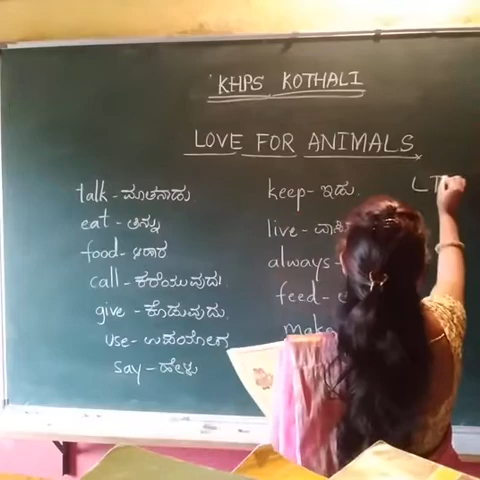 KHPS KOTHALI
LOVE FOR ANIMALS
talk - ಮಾತನಾಡು
eat - ತಿನ್ನು
food - ಆಹಾರ
call - ಕರೆಯುವುದು
give - ಕೊಡುವುದು
use - ಉಪಯೋಗ
say - ಹೇಳು
keep - ಇಡು
live -
always -
feed -
make
LT